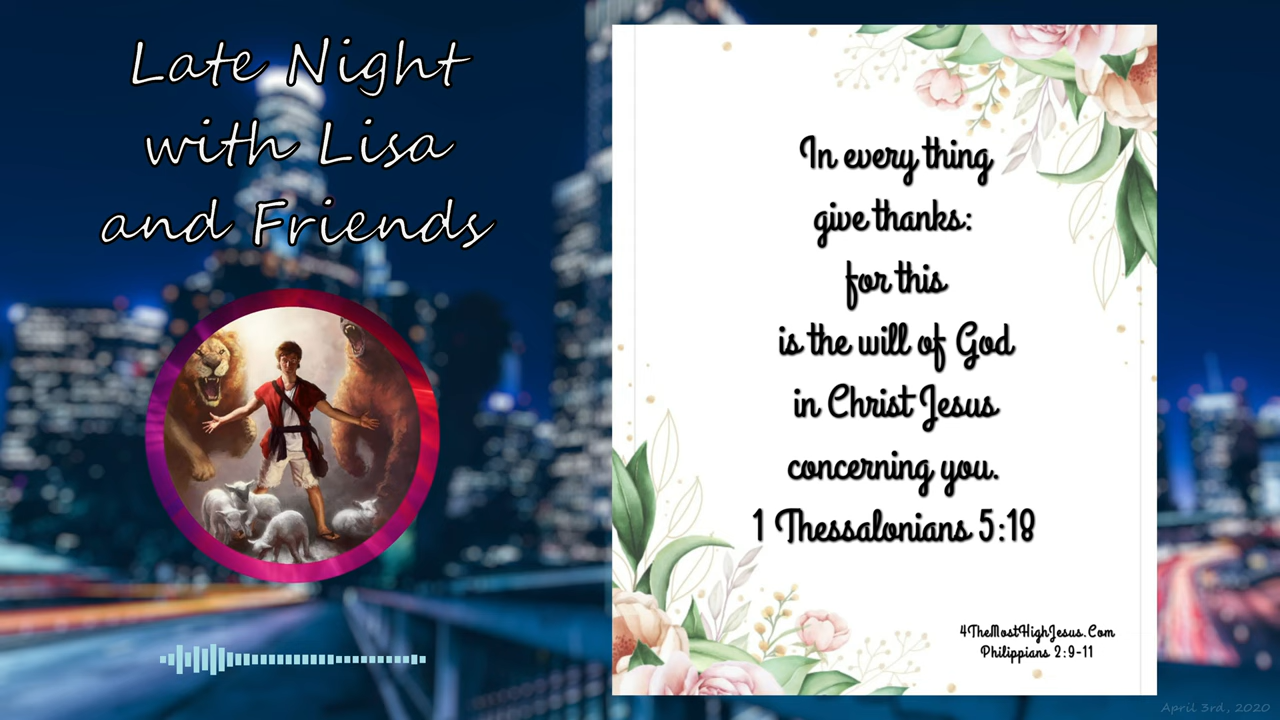 Late Night
with Lisa
and Friends
In every thing
give thanks:
for this
is the will of God
in Christ Jesus
concerning you.
1 Thessalonians 5:18
4TheMostHighJesus.Com
Philippians 2:9-11
April 3rd, 2020